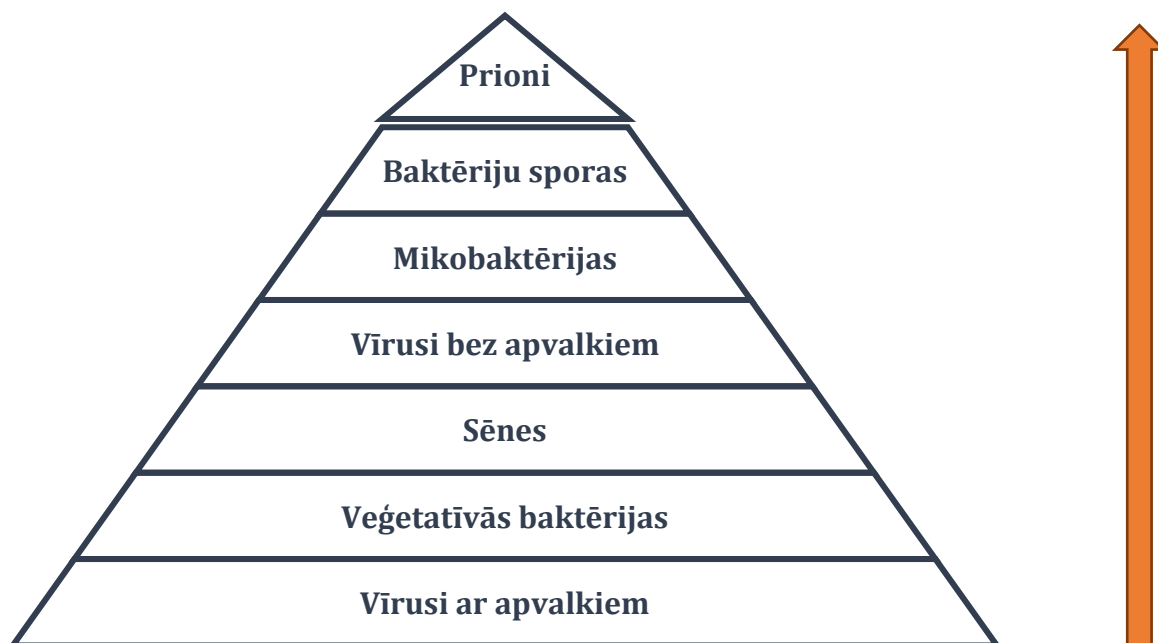 Prioni
Baktēriju sporas
Mikobaktērijas
Vīrusi bez apvalkiem
Sēnes
Veģetatīvās baktērijas
Vīrusi ar apvalkiem